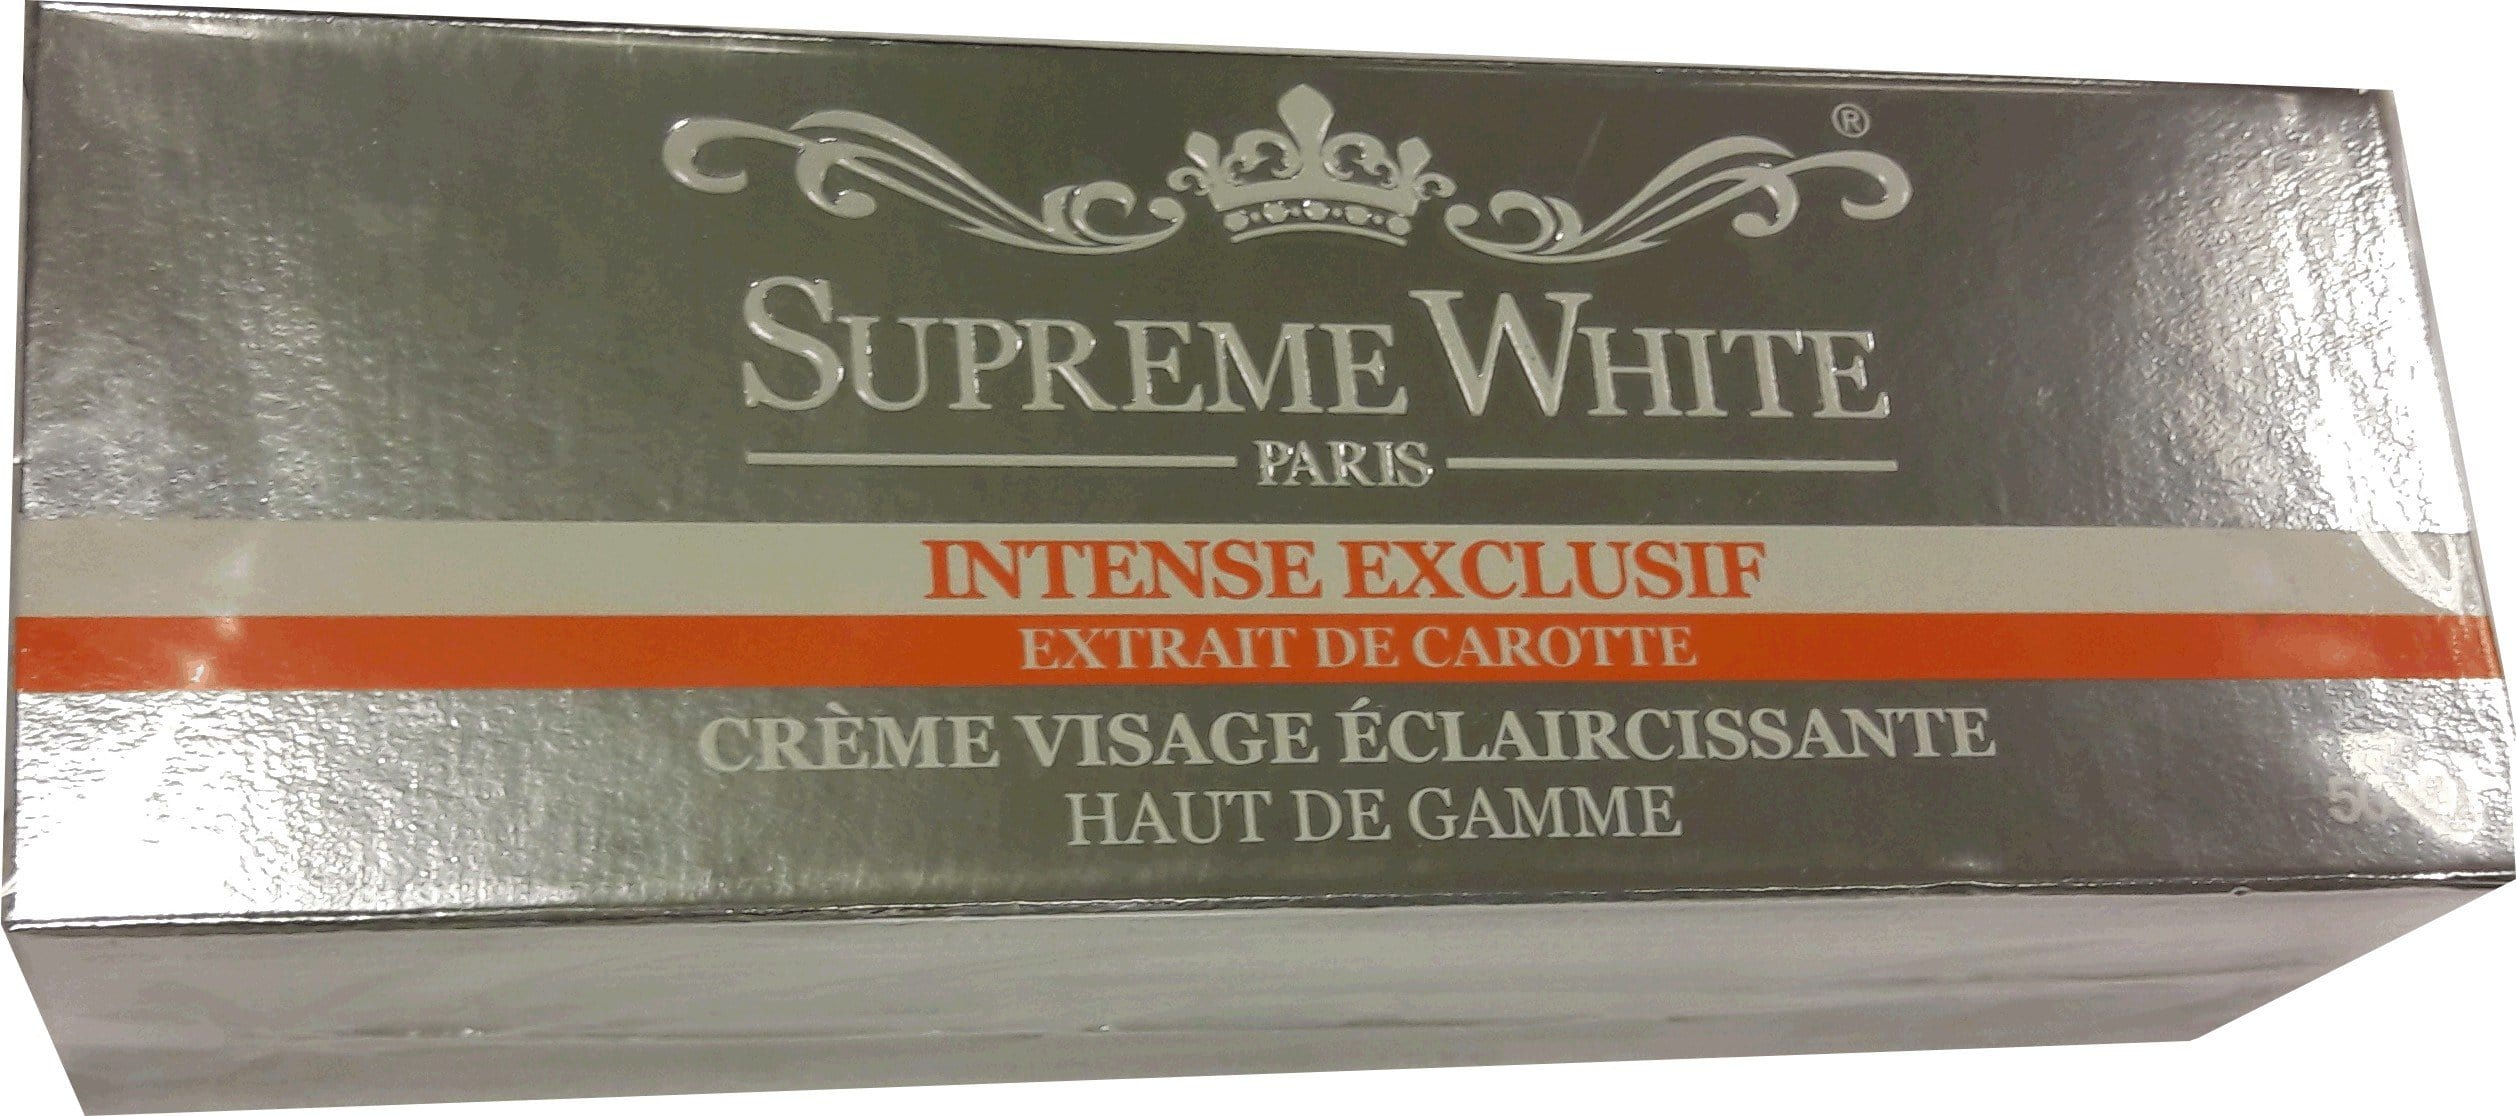 ®
SUPREME WHITE
PARIS
INTENSE EXCLUSIF
EXTRAIT DE CAROTTE
CRÈME VISAGE ÉCLAIRCISSANTE
HAUT DE GAMME